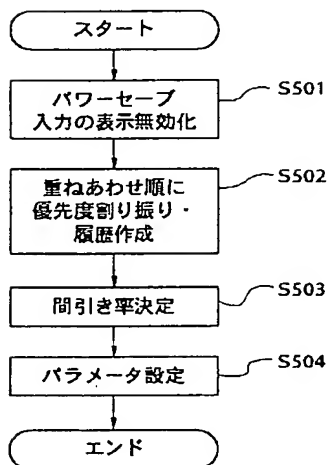 スタート
パワーセーブ
入力の表示無効化
S501
重ねあわせ順に
優先度割り振り・
履歴作成
S502
間引き率決定
S503
パラメータ設定
S504
エンド